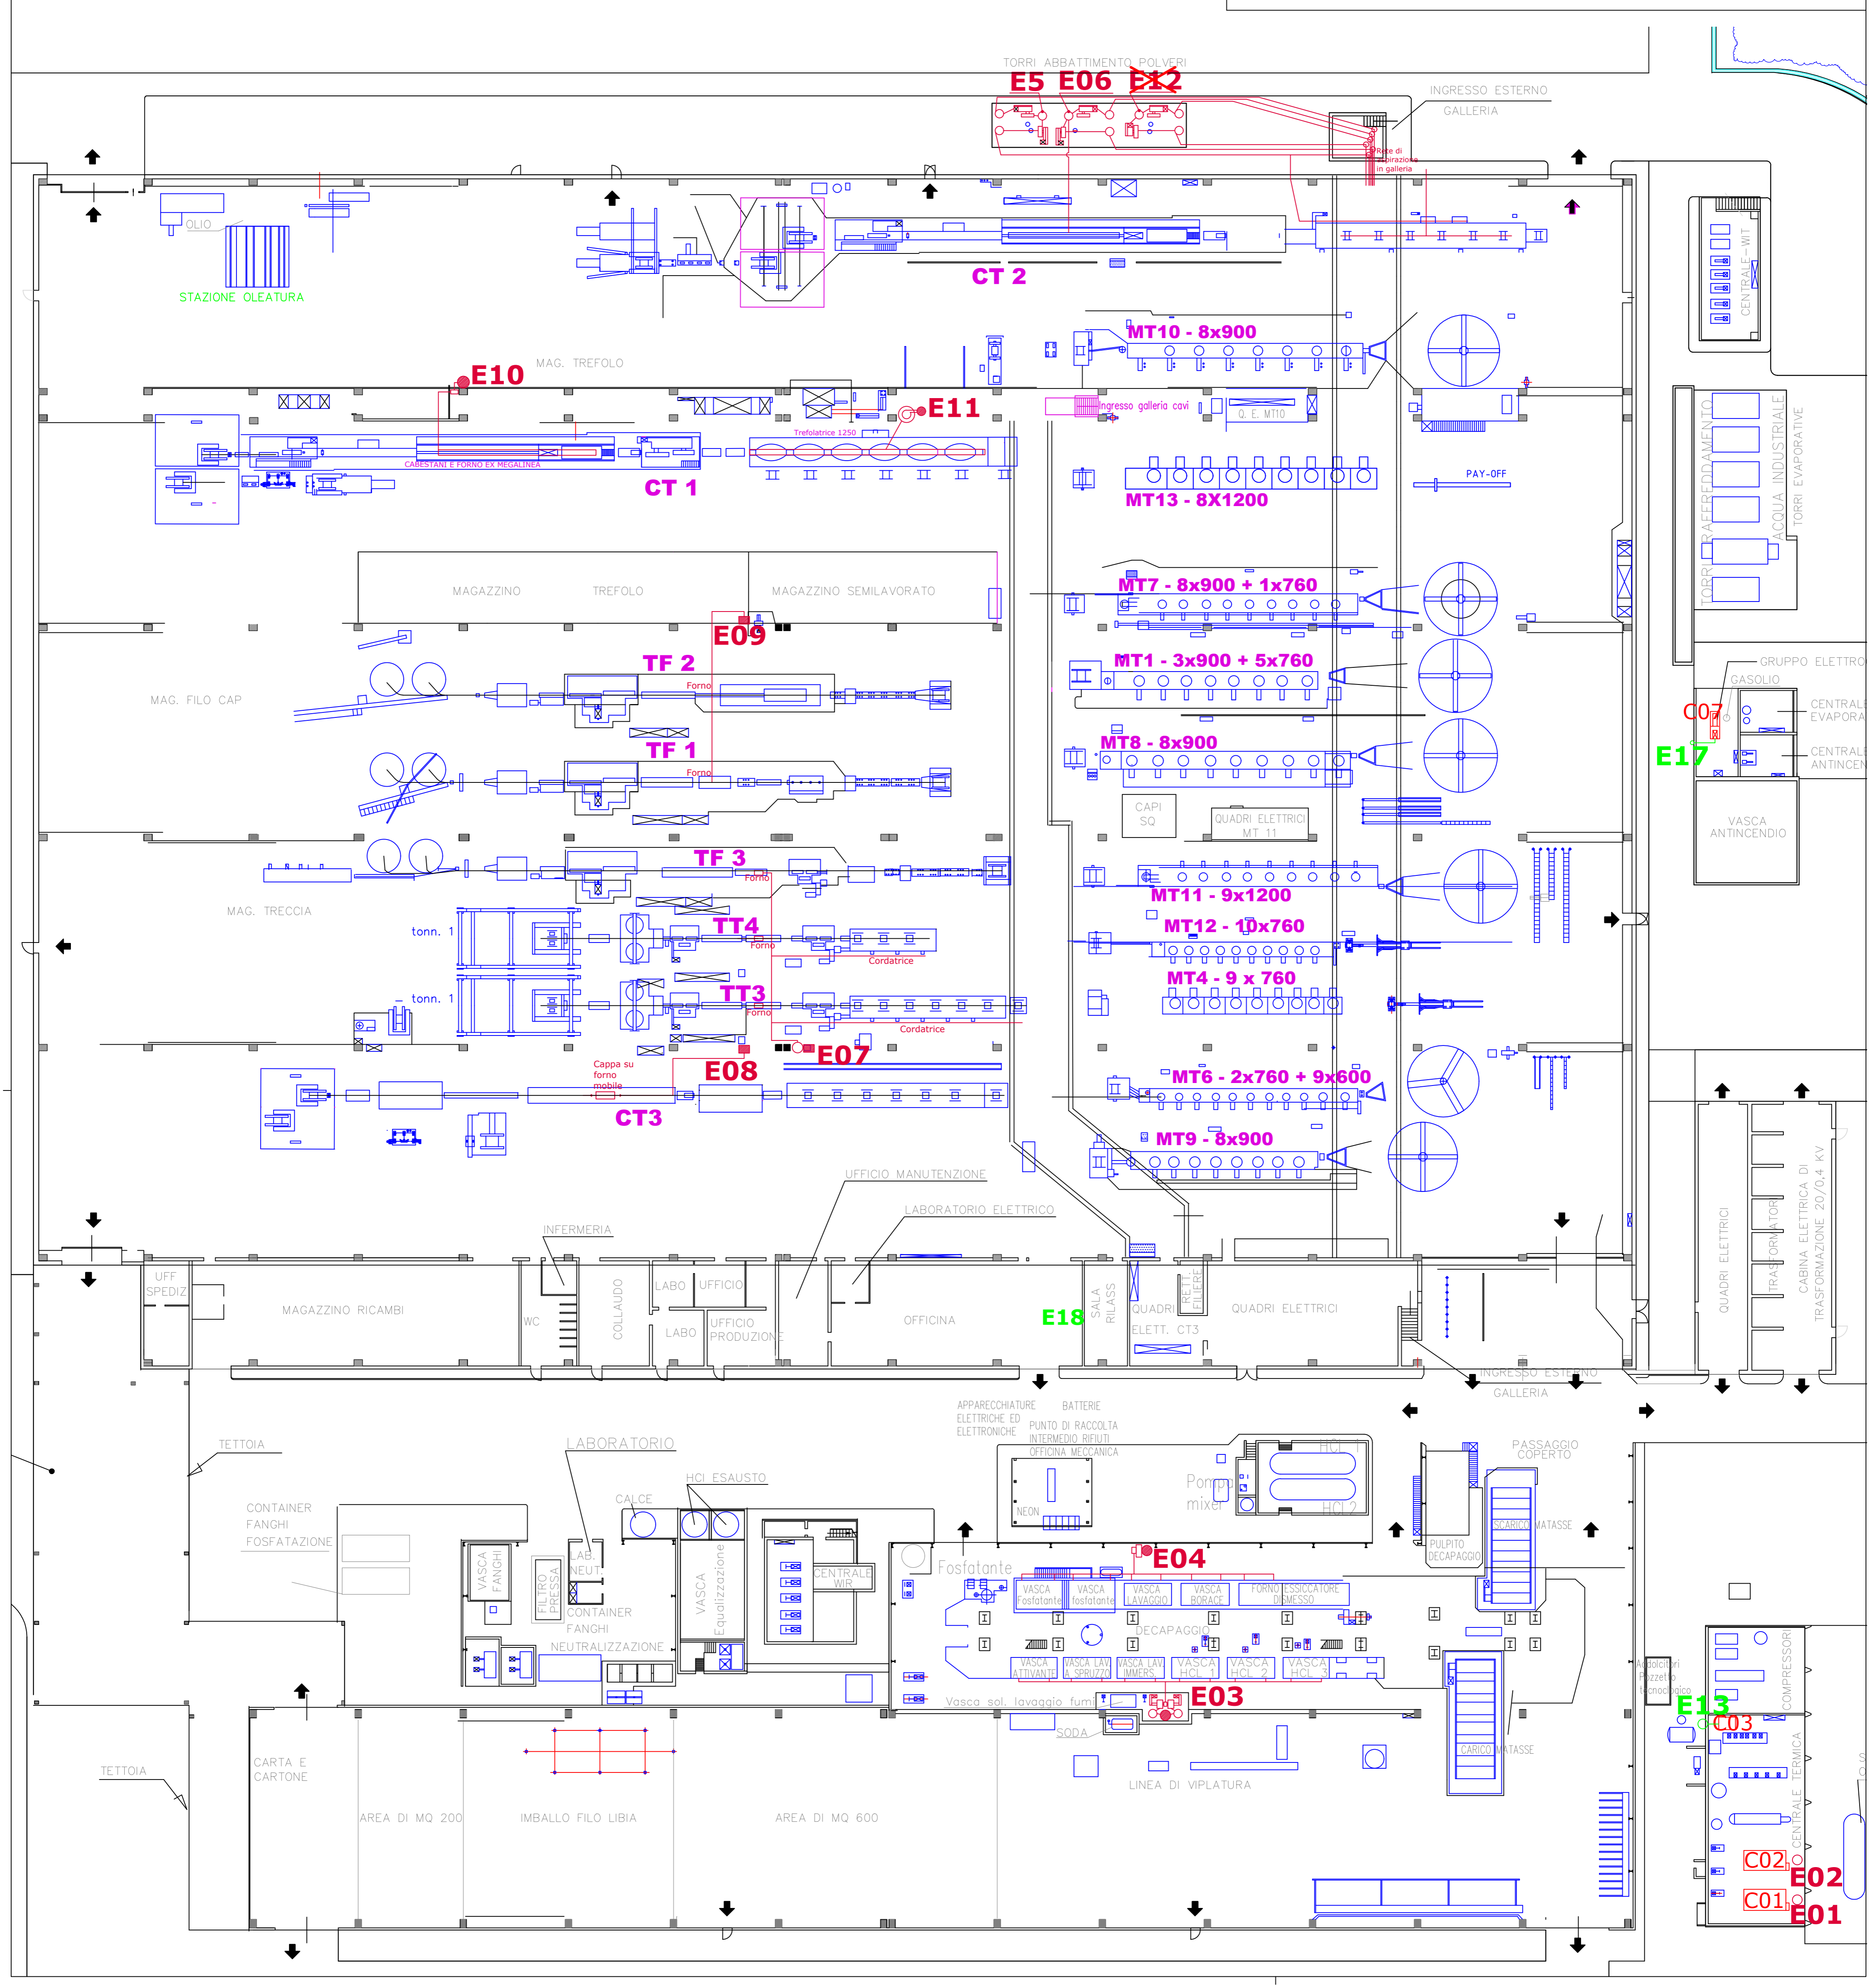 TORRI ABBATTIMENTO POLVERI
E5 E06 E12
INGRESSO ESTERNO
GALLERIA
Rete di
aspirazione
in galleria
OLIO
STAZIONE OLEATURA
CT 2
CENTRALE-WIT
MT10 - 8x900
MAG. TREFOLO
E10
E11
Ingresso galleria cavi
Q. E. MT10
Trefolatrice 1250
CABESTANI E FORNO EX MEGALINEA
CT 1
MT13 - 8X1200
PAY-OFF
TORRI RAFFREDDAMENTO
ACQUA INDUSTRIALE
TORRI EVAPORATIVE
MAGAZZINO TREFOLO
MAGAZZINO SEMILAVORATO
MT7 - 8x900 + 1x760
E09
TF 2
Forno
MT1 - 3x900 + 5x760
MAG. FILO CAP
GRUPPO ELETTRO
GASOLIO
C07
CENTRALE
EVAPORA
E17
CENTRALE
ANTINCEN
TF 1
Forno
MT8 - 8x900
CAPI
SQ
QUADRI ELETTRICI
MT 11
VASCA
ANTINCENDIO
TF 3
Forno
MT11 - 9x1200
MAG. TRECCIA
tonn. 1
TT4
Forno
Cordatrice
MT12 - 10x760
MT4 - 9 x 760
tonn. 1
TT3
Forno
Cordatrice
E07
E08
Cappa su
forno
mobile
CT3
MT6 - 2x760 + 9x600
MT9 - 8x900
UFFICIO MANUTENZIONE
LABORATORIO ELETTRICO
INFERMERIA
QUADRI ELETTRICI
TRASFORMATORI
CABINA ELETTRICA DI
TRASFORMAZIONE 20/0,4 KV
UFF
SPEDIZ
MAGAZZINO RICAMBI
WC
COLLAUDO
LABO
UFFICIO
LABO
UFFICIO
PRODUZIONE
OFFICINA
E18
SALA
RILASS
QUADRI
ELETT. CT3
RETT.
FILIERE
QUADRI ELETTRICI
INGRESSO ESTERNO
GALLERIA
APPARECCHIATURE
ELETTRICHE ED
ELETTRONICHE
BATTERIE
PUNTO DI RACCOLTA
INTERMEDIO RIFIUTI
OFFICINA MECCANICA
TETTOIA
LABORATORIO
HCl ESAUSTO
CALCE
CONTAINER
FANGHI
FOSFATAZIONE
NEON
Pompa
mixer
HCL 1
HCL2
PASSAGGIO
COPERTO
SCARICO MATASSE
PULPITO
DECAPAGGIO
VASCA
FANGHI
FILTRO
PRESSA
LAB.
NEUT.
CONTAINER
FANGHI
NEUTRALIZZAZIONE
VASCA
Equalizzazione
CENTRALE
WIR
Fosfatante
E04
VASCA
Fosfatante
VASCA
fosfatante
VASCA
LAVAGGIO
VASCA
BORACE
FORNO ESSICCATORE
DISMESSO
DECAPAGGIO
VASCA
ATTIVANTE
VASCA LAV.
A SPRUZZO
VASCA LAV.
IMMERS.
VASCA
HCL 1
VASCA
HCL 2
VASCA
HCL 3
Vasca sol. lavaggio fumi
E03
SODA
Addolcitori
Pozzetto
tecnologico
COMPRESSORI
E13
C03
CENTRALE TERMICA
CARICO MATASSE
LINEA DI VIPLATURA
TETTOIA
CARTA E
CARTONE
AREA DI MQ 200
IMBALLO FILO LIBIA
AREA DI MQ 600
C02
E02
C01
E01